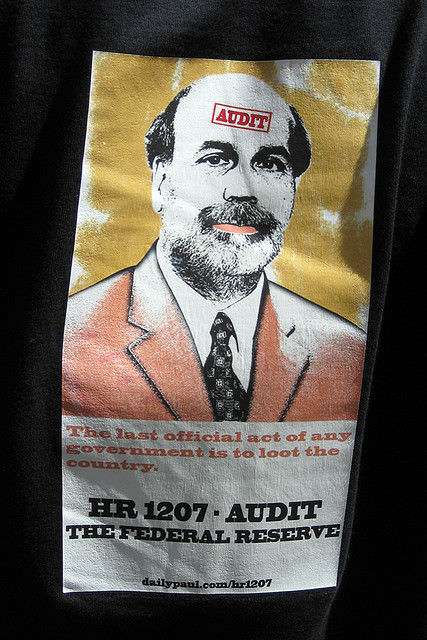 AUDIT
The last official act of any
government is to loot the
country.
HR 1207 · AUDIT
THE FEDERAL RESERVE
dailypaul.com/hr1207